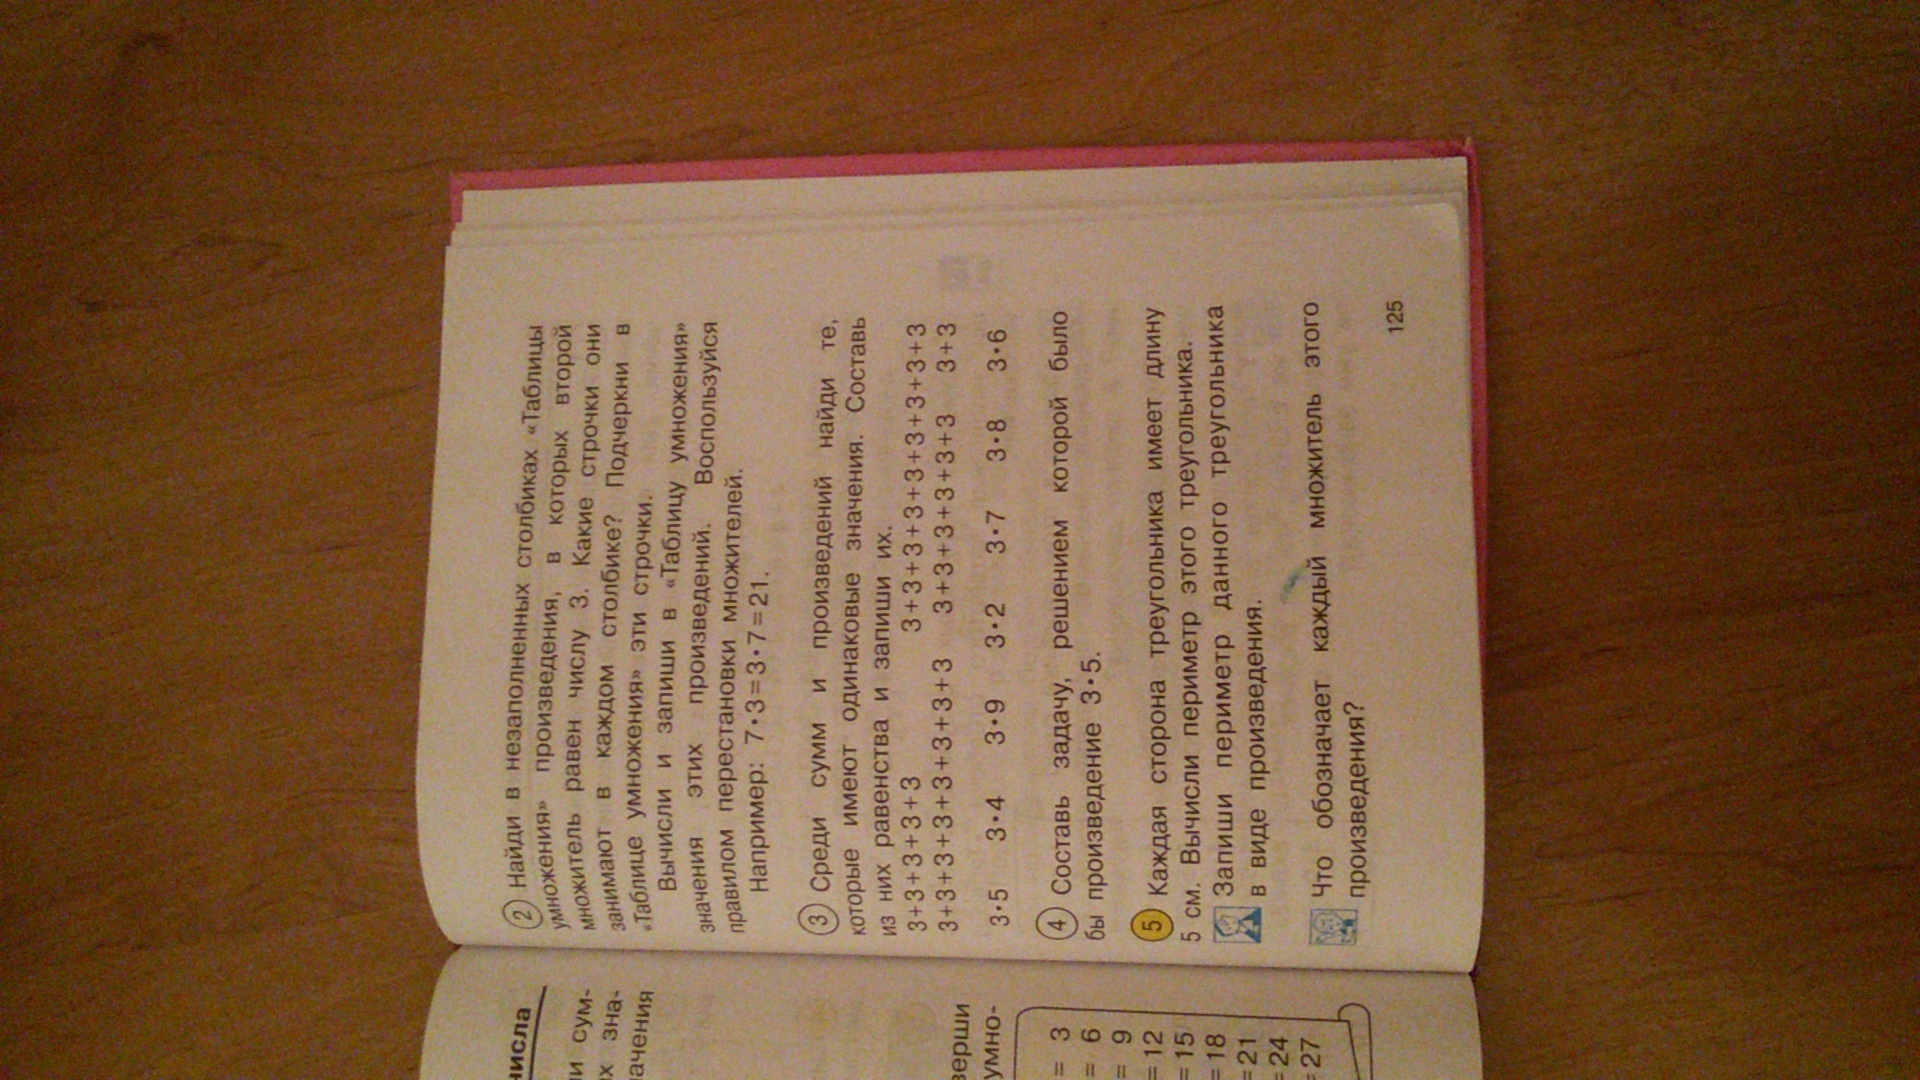 ② Найди в незаполненных столбиках «Таблицы
умножения» произведения, в которых второй
множитель равен числу 3. Какие строчки они
занимают в каждом столбике? Подчеркни в
«Таблице умножения» эти строчки.
Вычисли и запиши в «Таблицу умножения»
значения этих произведений. Воспользуйся
правилом перестановки множителей.
Например: 7•3=3•7=21.
③ Среди сумм и произведений найди те,
которые имеют одинаковые значения. Составь
из них равенства и запиши их.
3+3+3+3+3 3+3+3+3+3+3+3+3+3
3+3+3+3+3+3+3+3 3+3+3+3+3+3 3+3
3•5 3•4 3•9 3•2 3•7 3•8 3•6
④ Составь задачу, решением которой было
бы произведение 3•5.
5 Каждая сторона треугольника имеет длину
5 см. Вычисли периметр этого треугольника.
Запиши периметр данного треугольника
в виде произведения.
Что обозначает каждый множитель этого
произведения?
125
исла
и сум-
х зна-
ачения
верши
умно-
= 3
= 6
= 9
=12
=15
=18
=21
=24
=27